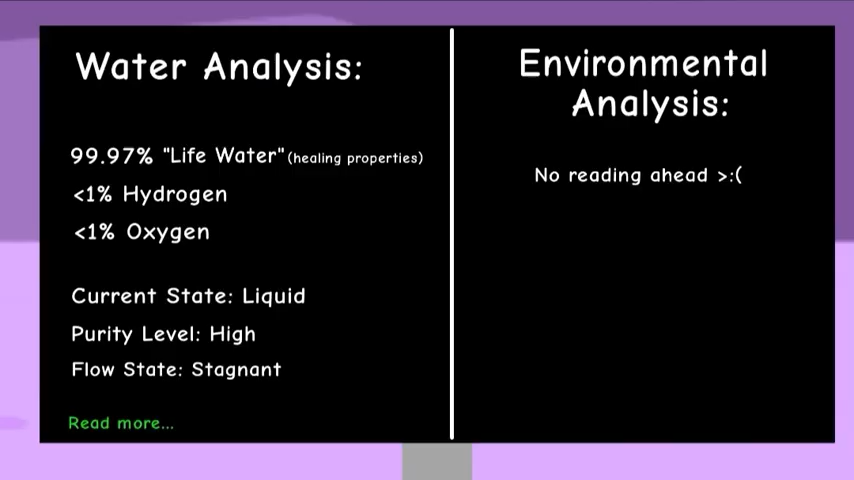 Water Analysis:
99.97% "Life Water"(healing properties)
<1% Hydrogen
<1% Oxygen
Current State: Liquid
Purity Level: High
Flow State: Stagnant
Read more...
Environmental
Analysis:
No reading ahead >:(